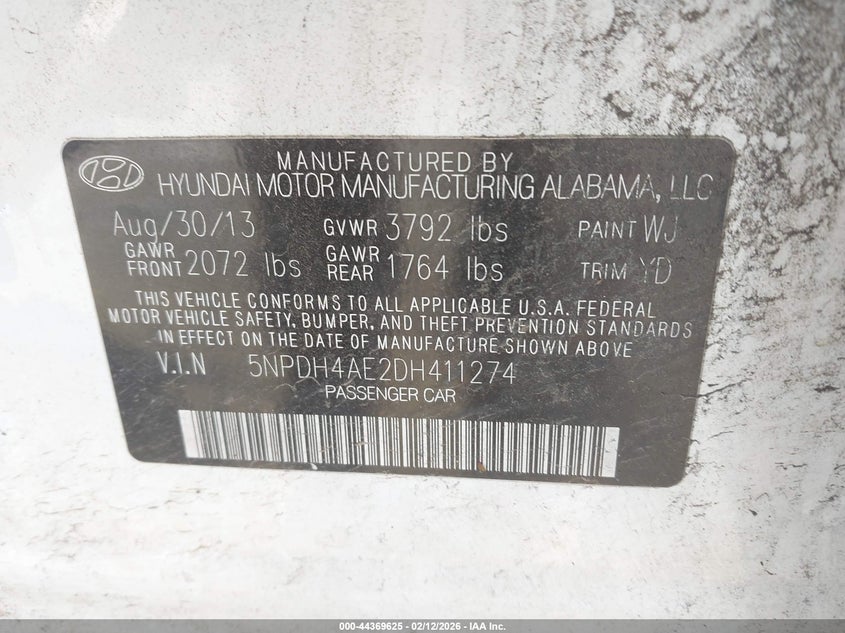 MANUFACTURED BY
HYUNDAI MOTOR MANUFACTURING ALABAMA, LLC
Aug/30/13 GVWR 3792 lbs PAINT WJ
GAWR FRONT 2072 lbs GAWR REAR 1764 lbs TRIM YD
THIS VEHICLE CONFORMS TO ALL APPLICABLE U.S.A. FEDERAL
MOTOR VEHICLE SAFETY, BUMPER, AND THEFT PREVENTION STANDARDS
IN EFFECT ON THE DATE OF MANUFACTURE SHOWN ABOVE
V.I.N 5NPDH4AE2DH411274
PASSENGER CAR
000-44369625 - 02/12/2026 - IAA Inc.